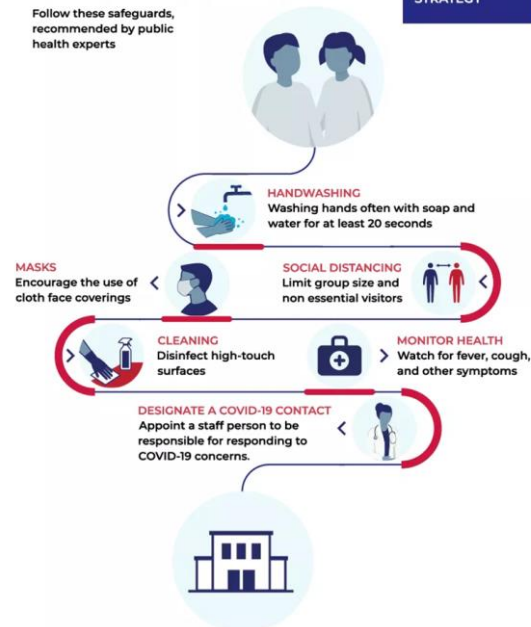 STRATEGY
Follow these safeguards,
recommended by public
health experts
HANDWASHING
Washing hands often with soap and
water for at least 20 seconds
SOCIAL DISTANCING
Limit group size and
non essential visitors
MASKS
Encourage the use of
cloth face coverings
CLEANING
Disinfect high-touch
surfaces
MONITOR HEALTH
Watch for fever, cough,
and other symptoms
DESIGNATE A COVID-19 CONTACT
Appoint a staff person to be
responsible for responding to
COVID-19 concerns.